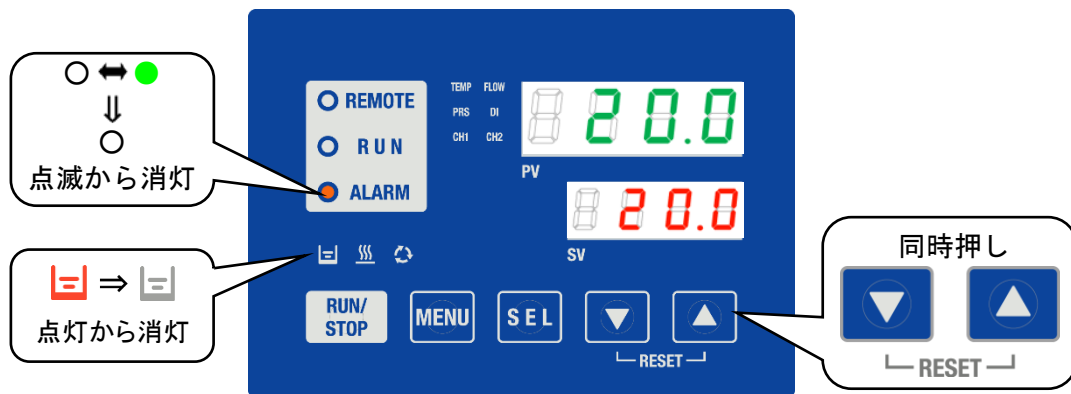 点滅から消灯
点灯から消灯
REMOTE
RUN
ALARM
TEMP FLOW
PRS DI
CH1 CH2
20.0
PV
20.0
SV
RUN/
STOP
MENU
SEL
RESET
同時押し
RESET